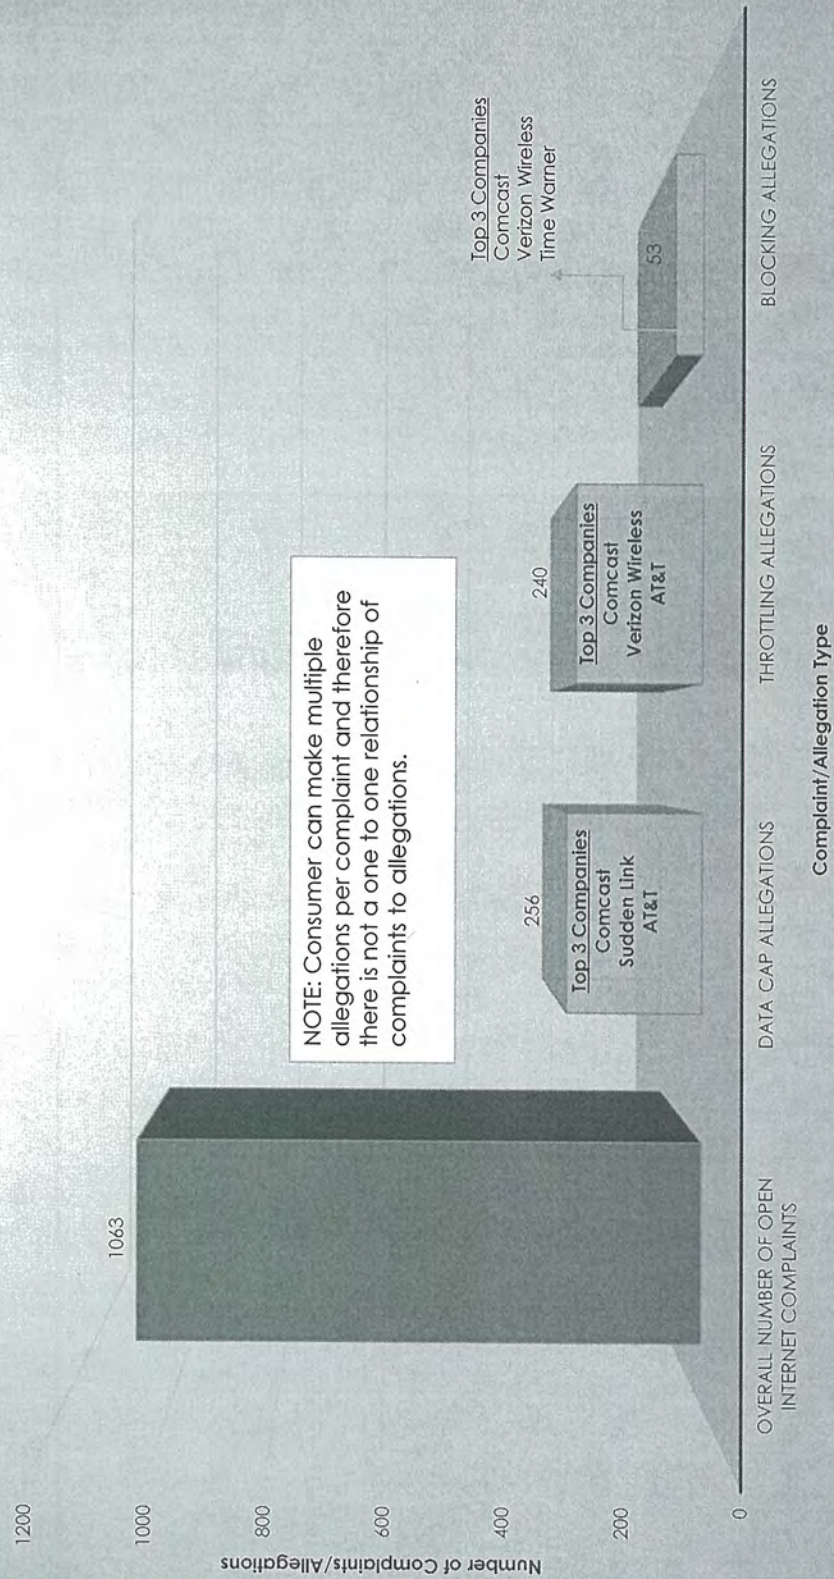 1200
1000
800
600
400
200
0
Number of Complaints/Allegations
1063
NOTE: Consumer can make multiple
allegations per complaint and therefore
there is not a one to one relationship of
complaints to allegations.
256
Top 3 Companies
Comcast
Sudden Link
AT&T
240
Top 3 Companies
Comcast
Verizon Wireless
AT&T
Top 3 Companies
Comcast
Verizon Wireless
Time Warner
53
OVERALL NUMBER OF OPEN
INTERNET COMPLAINTS
DATA CAP ALLEGATIONS
THROTTLING ALLEGATIONS
BLOCKING ALLEGATIONS
Complaint/Allegation Type